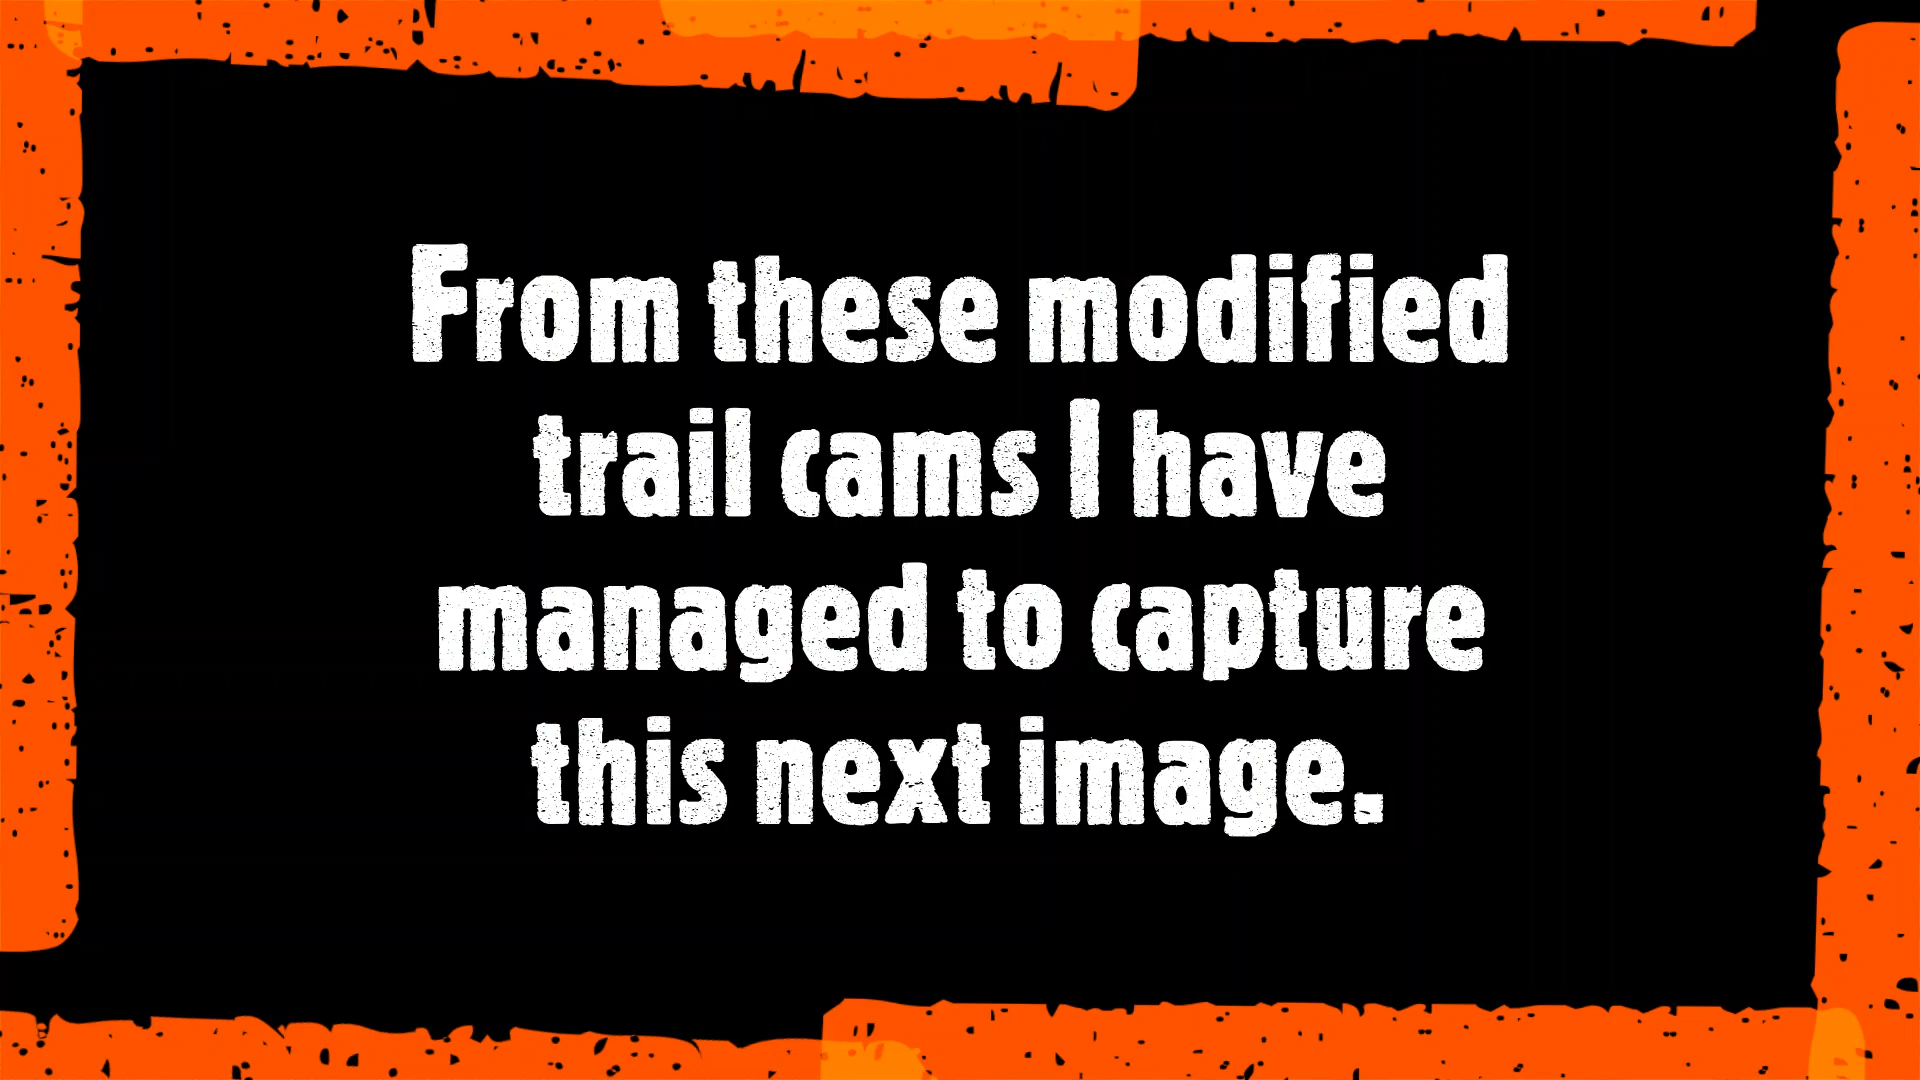 From these modified
trail cams I have
managed to capture
this next image.